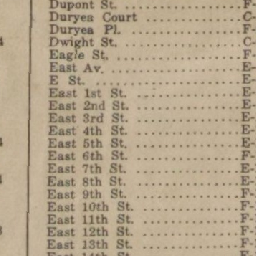 Dupont St. F-
Duryea Court C-
Duryea Pl. F-
Dwight St. C-
Eagle St. F-
East Av. E-
E St. E-
East 1st St. E-
East 2nd St. E-
East 3rd St. E-
East 4th St. E-
East 5th St. E-
East 6th St. F-
East 7th St. E-
East 8th St. E-
East 9th St. F-
East 10th St. F-
East 11th St. F-
East 12th St. F-
East 13th St. F-